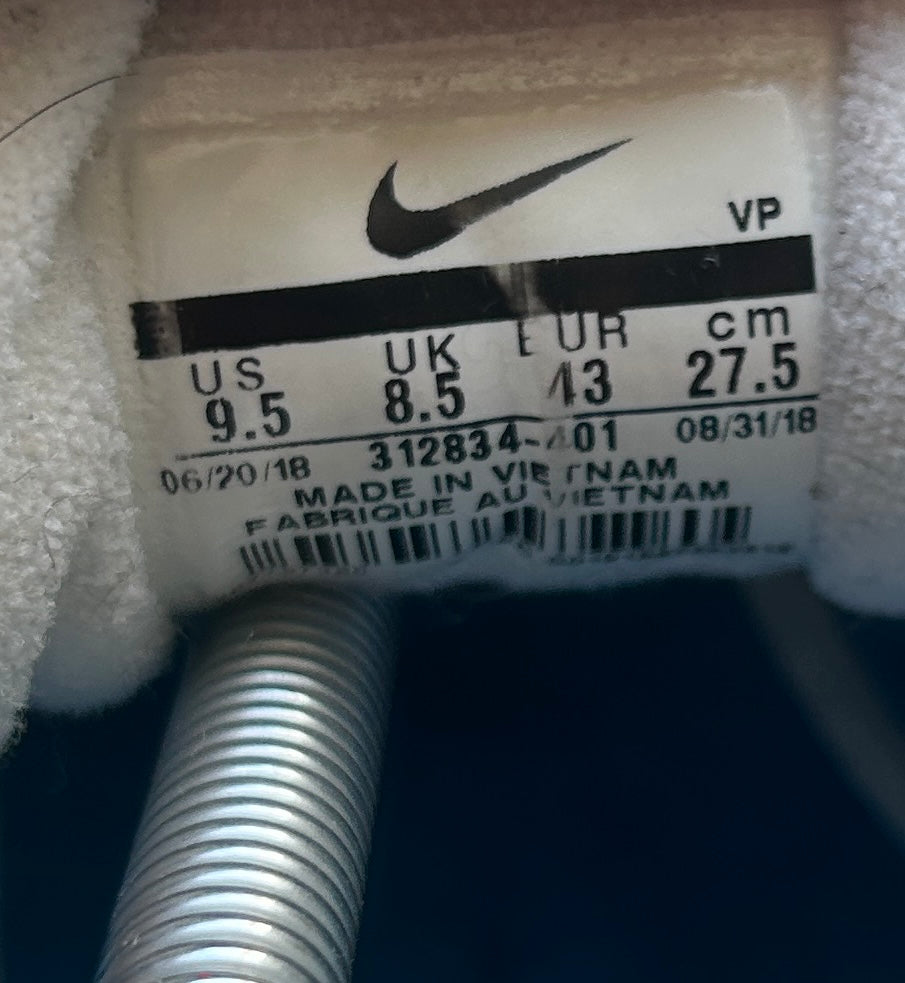 VP
US UK EUR cm
9.5 8.5 43 27.5
06/20/18 312834-401 08/31/18
MADE IN VIETNAM
FABRIQUE AU VIETNAM